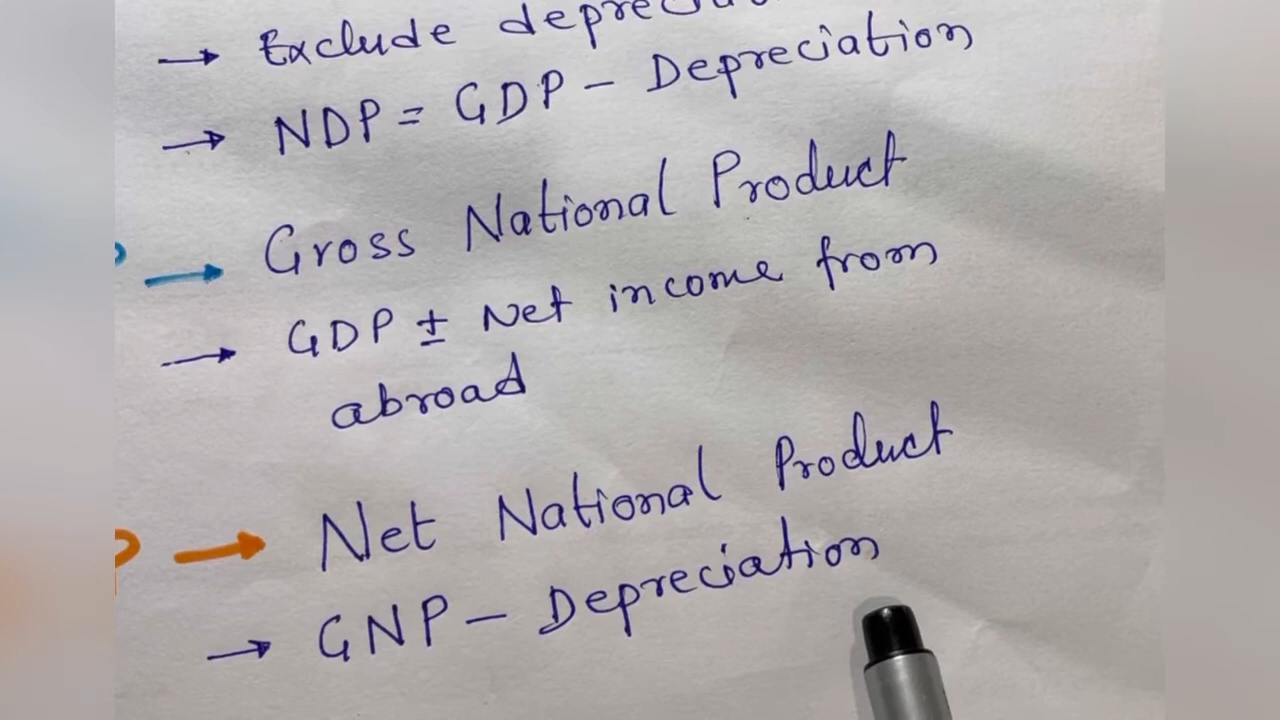 → Exclude
→ NDP = GDP – Depreciation
→ Gross National Product
→ GDP ± Net income from
abroad
→ Net National Product
→ GNP – Depreciation